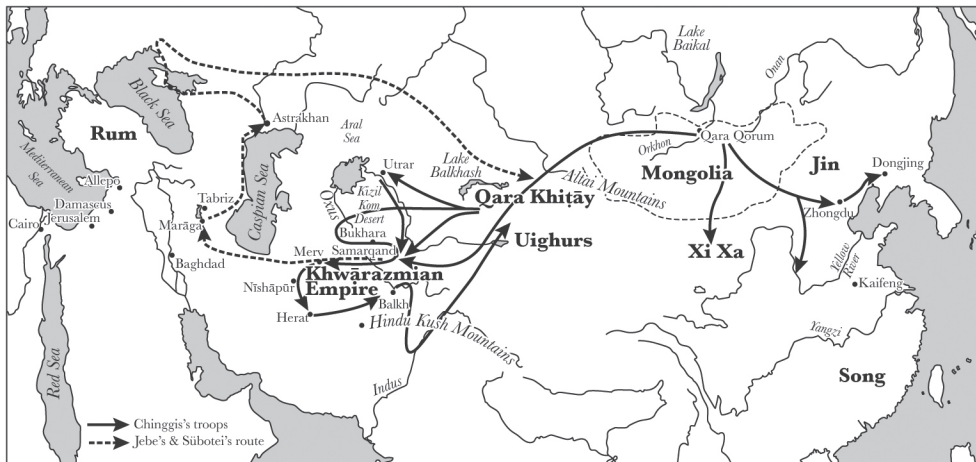 Lake
Baikal
Onan
Black Sea
Rum
Astrakhan
Aral
Sea
Qara Qorum
Orkhon
Jin
Mediterranean
Sea
Utrar
Lake
Balkhash
Mongolia
Dongjing
Altai Mountains
Allepo
Tabriz
Caspian Sea
Oxus
Kizil
Kom
Desert
Qara Khiṭāy
Zhongdu
Damascus
Jerusalem
Cairo
Marāga
Bukhara
Uighurs
Xi Xa
Merv
Samarqand
Baghdad
Khwārazmian
Empire
Yellow
River
Nīshāpūr
Balkh
Kaifeng
Herat
Hindu Kush Mountains
Yangzi
Red Sea
Indus
Song
Chinggis's troops
Jebe's & Sübotei's route